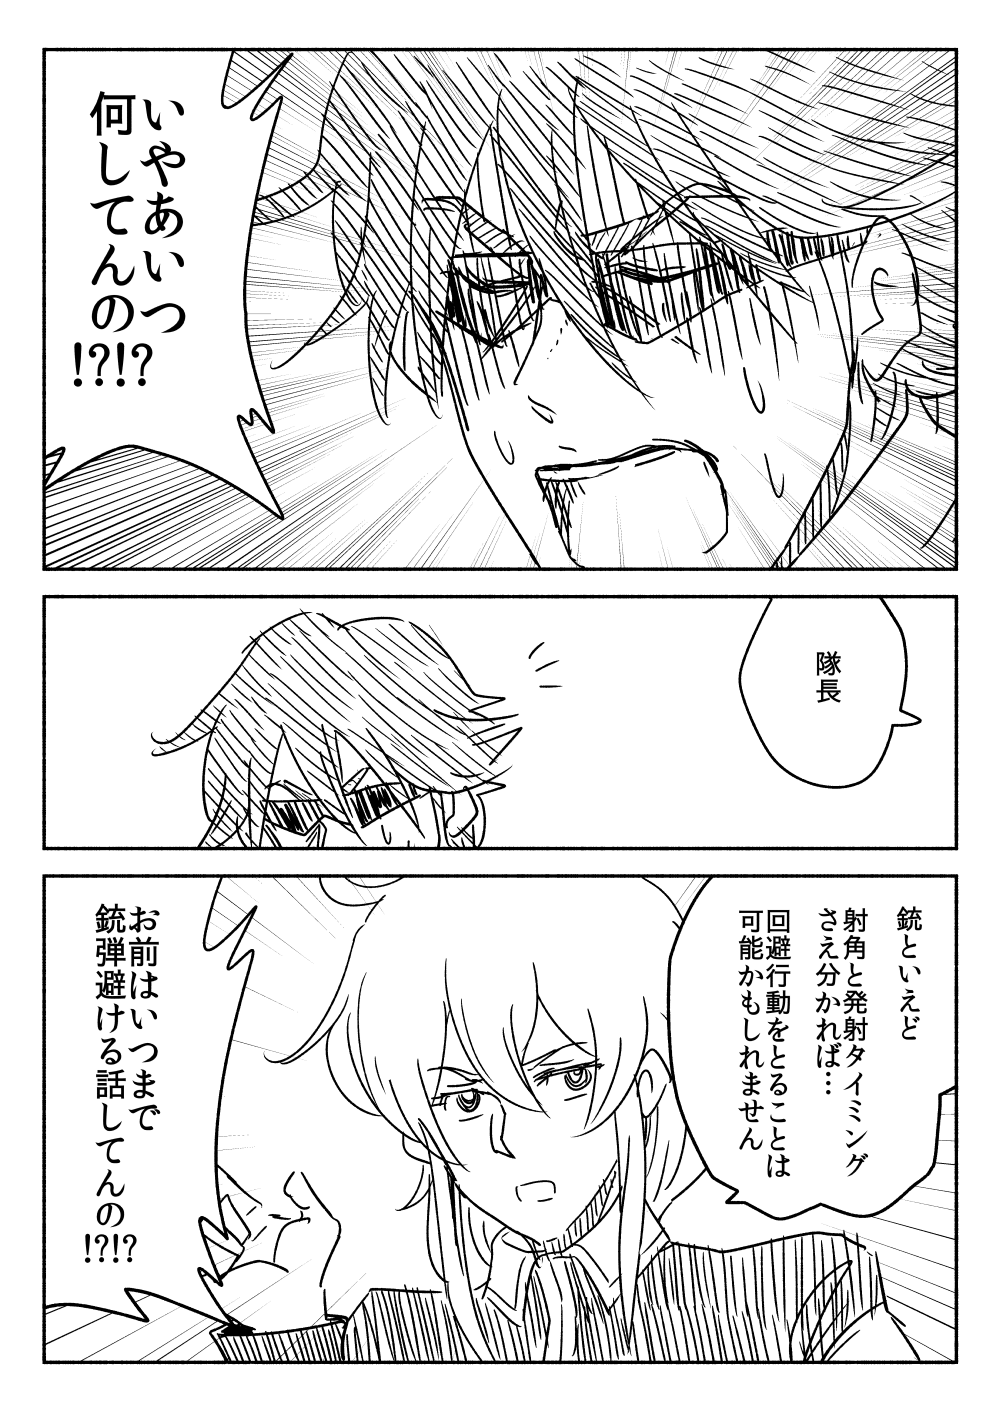 いやあいつ
何してんの
!?!?
隊長
銃といえど
射角と発射タイミング
さえ分かれば…
回避行動をとることは
可能かもしれません
お前はいつまで
銃弾避ける話してんの
!?!?